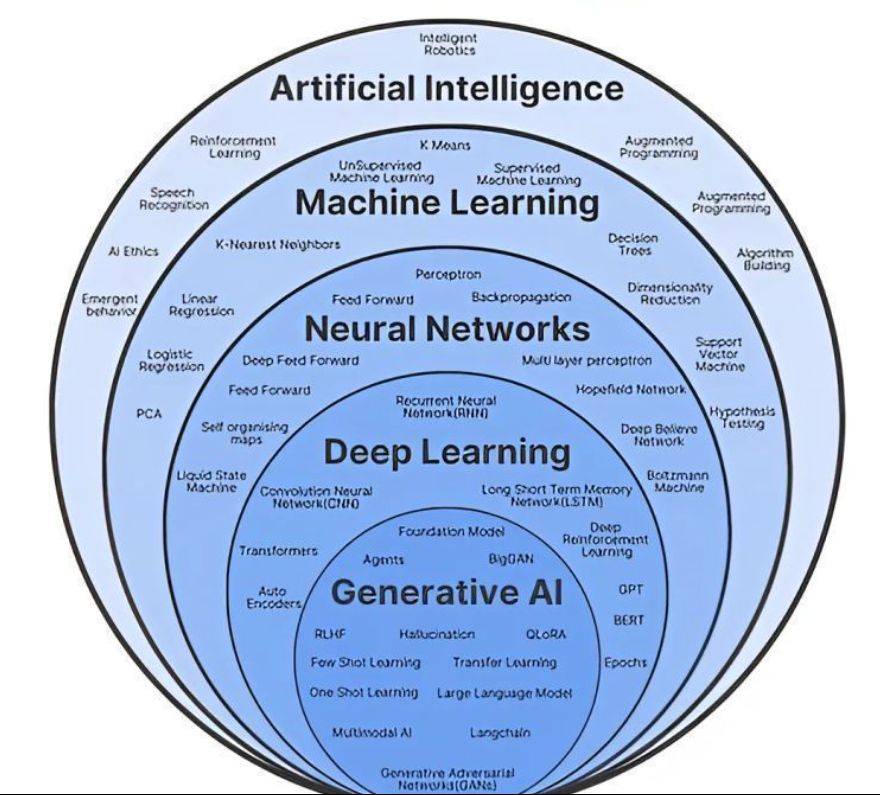 Intelligent
Robotics
Artificial Intelligence
Reinforcement
Learning
K Means
Augmented
Programming
UnSupervised
Machine Learning
Supervised
Machine Learning
Speech
Recognition
Machine Learning
Augmented
Programming
AI Ethics
K-Nearest Neighbors
Decision
Trees
Algorithm
Building
Perceptron
Emergent
behavior
Linear
Regression
Feed Forward
Backpropagation
Dimensionality
Reduction
Neural Networks
Logistic
Regression
Deep Feed Forward
Multi layer perceptron
Support
Vector
Machine
Feed Forward
Hopefield Network
PCA
Recurrent Neural
Network(RNN)
Hypothesis
Testing
Self organising
maps
Deep Believe
Network
Deep Learning
Liquid State
Machine
Convolution Neural
Network(CNN)
Long Short Term Memory
Network(LSTM)
Boltzmann
Machine
Foundation Model
Deep
Reinforcement
Learning
Transformers
Agents
BigGAN
Auto
Encoders
Generative AI
GPT
BERT
RLHF
Hallucination
QLoRA
Few Shot Learning
Transfer Learning
Epochs
One Shot Learning
Large Language Model
Multimodal AI
Langchain
Generative Adversarial
Networks(GANs)